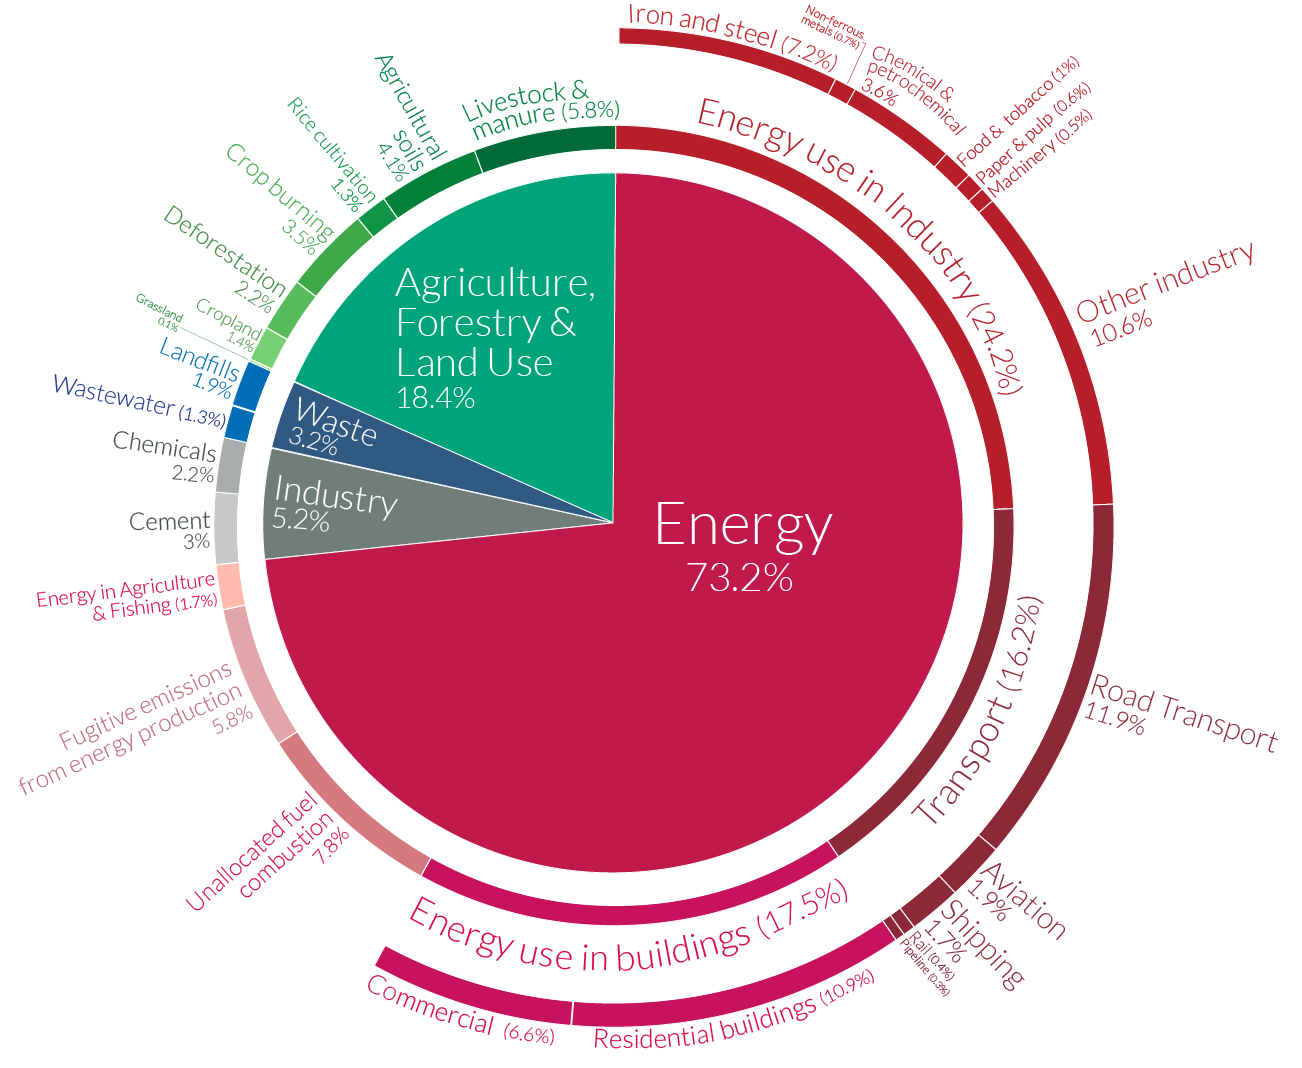 Iron and steel (7.2%)
Non-ferrous
metals (0.7%)
Chemical &
petrochemical
3.6%
Food & tobacco (1%)
Paper & pulp (0.6%)
Machinery (0.5%)
Other industry
10.6%
Energy use in Industry (24.2%)
Road Transport
11.9%
Transport (16.2%)
Aviation
1.9%
Shipping
1.7%
Rail (0.4%)
Pipeline (0.3%)
Energy use in buildings (17.5%)
Residential buildings (10.9%)
Commercial (6.6%)
Unallocated fuel
combustion
7.8%
Fugitive emissions
from energy production
5.8%
Energy in Agriculture
& Fishing (1.7%)
Cement
3%
Chemicals
2.2%
Wastewater (1.3%)
Landfills
1.9%
Grassland
0.1%
Cropland
1.4%
Deforestation
2.2%
Crop burning
3.5%
Rice cultivation
1.3%
Agricultural
soils
4.1%
Livestock &
manure (5.8%)
Agriculture,
Forestry &
Land Use
18.4%
Waste
3.2%
Industry
5.2%
Energy
73.2%